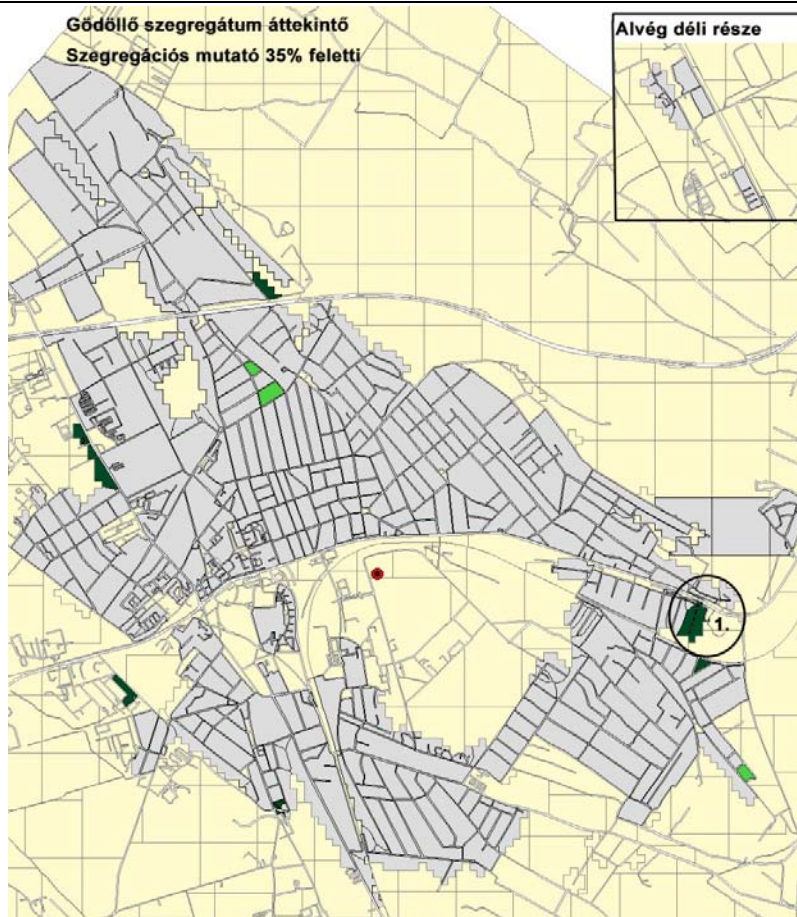 Gödöllő szegregátum áttekintő
Szegregációs mutató 35% feletti
Alvég déli része
1.